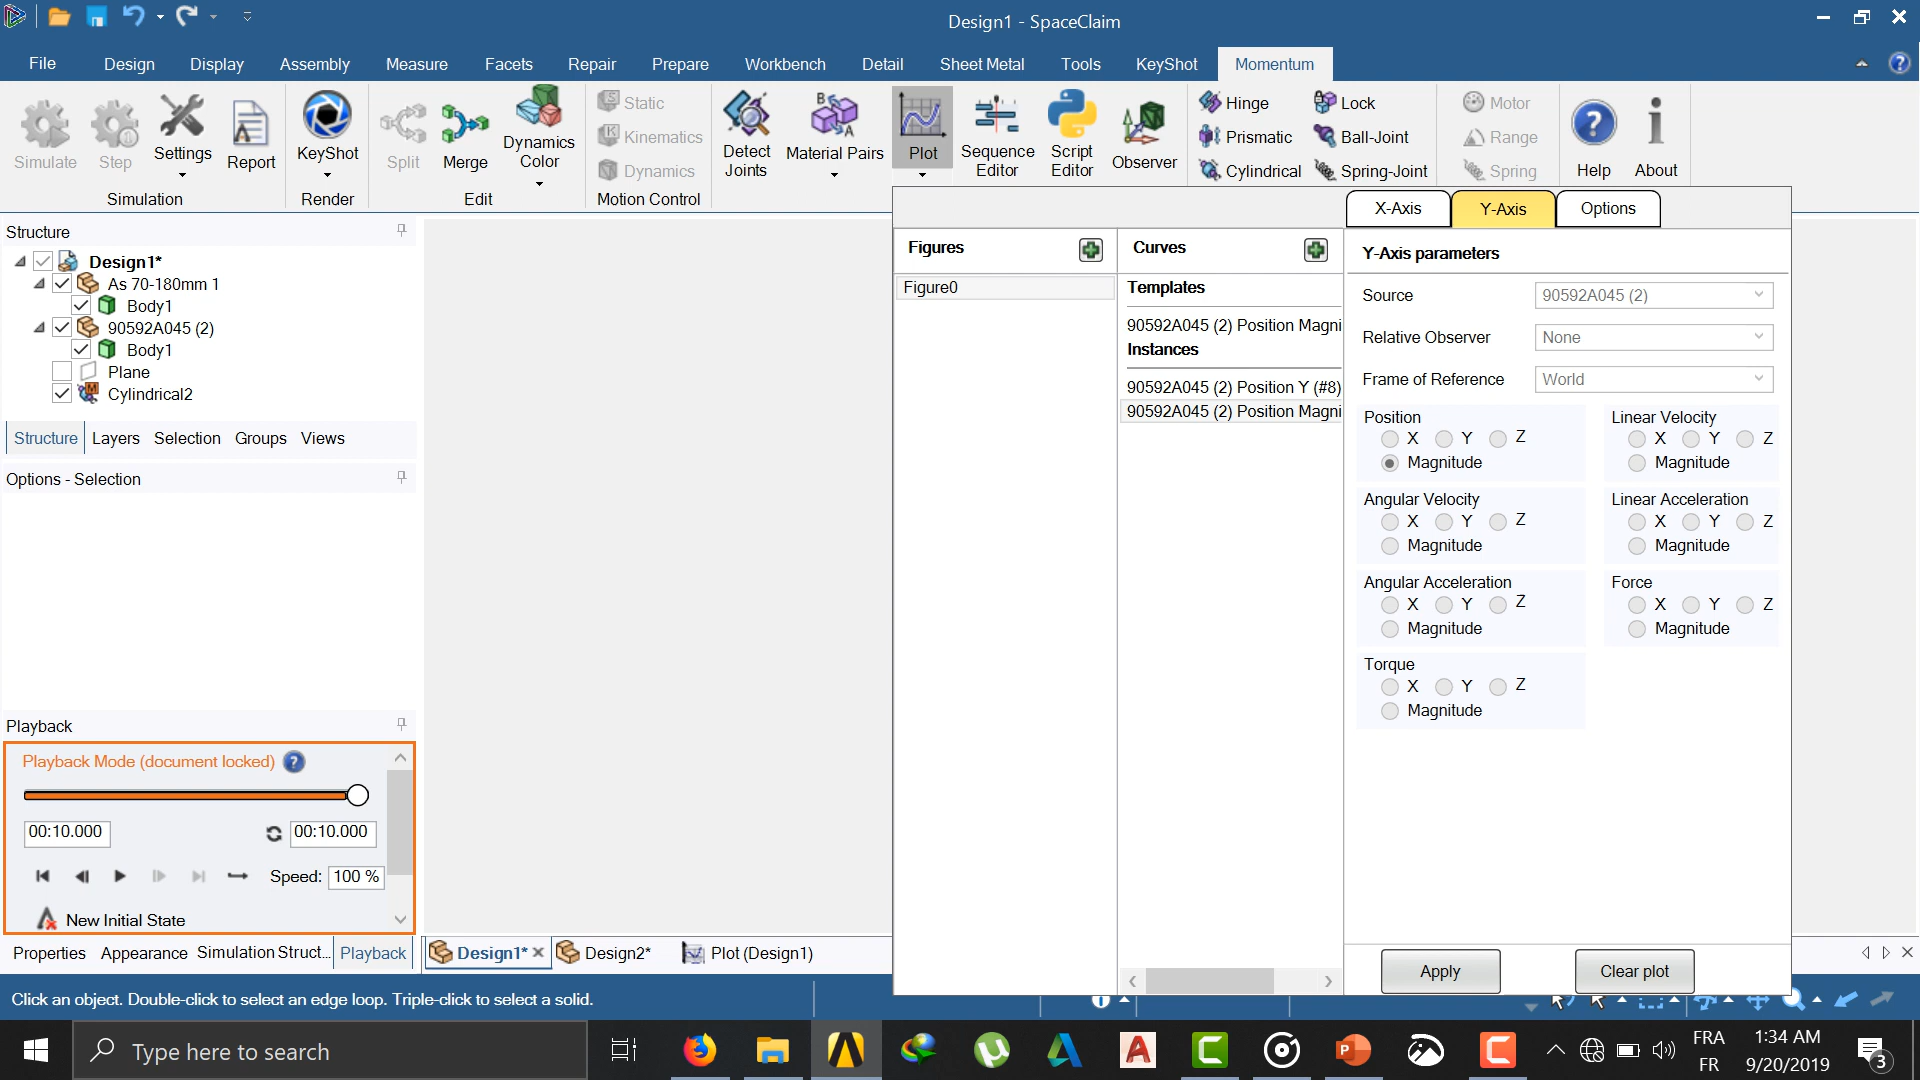 Design1 - SpaceClaim
File Design Display Assembly Measure Facets Repair Prepare Workbench Detail Sheet Metal Tools KeyShot Momentum
Simulate Step Settings Report
Simulation
KeyShot
Render
Split Merge Dynamics Color
Edit
Static
Kinematics
Dynamics
Motion Control
Detect Joints Material Pairs Plot Sequence Editor Script Editor Observer
Hinge Lock
Prismatic Ball-Joint
Cylindrical Spring-Joint
Motor
Range
Spring
Help About
Structure
Design1*
As 70-180mm 1
Body1
90592A045 (2)
Body1
Plane
Cylindrical2
Structure Layers Selection Groups Views
Options - Selection
Playback
Playback Mode (document locked)
00:10.000 00:10.000
Speed: 100 %
New Initial State
Properties Appearance Simulation Struct... Playback
Design1* Design2* Plot (Design1)
X-Axis Y-Axis Options
Figures
Figure0
Curves
Templates
90592A045 (2) Position Magni
Instances
90592A045 (2) Position Y (#8)
90592A045 (2) Position Magni
Y-Axis parameters
Source 90592A045 (2)
Relative Observer None
Frame of Reference World
Position Linear Velocity
X Y Z X Y Z
Magnitude Magnitude
Angular Velocity Linear Acceleration
X Y Z X Y Z
Magnitude Magnitude
Angular Acceleration Force
X Y Z X Y Z
Magnitude Magnitude
Torque
X Y Z
Magnitude
Apply Clear plot
Click an object. Double-click to select an edge loop. Triple-click to select a solid.
Type here to search
FRA
FR
1:34 AM
9/20/2019
3